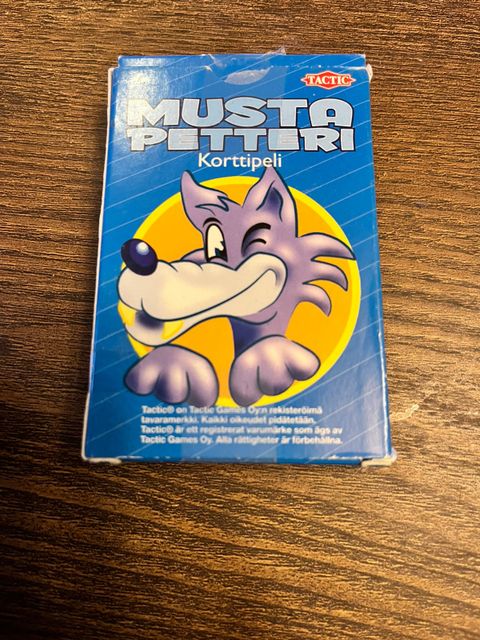 TACTIC
MUSTA
PETTERI
Korttipeli
Tactic® on Tactic Games Oy:n rekisteröimä
tavaramerkki. Kaikki oikeudet pidätetään.
Tactic® är ett registrerat varumärke som ägs av
Tactic Games Oy. Alla rättigheter är förbehållna.